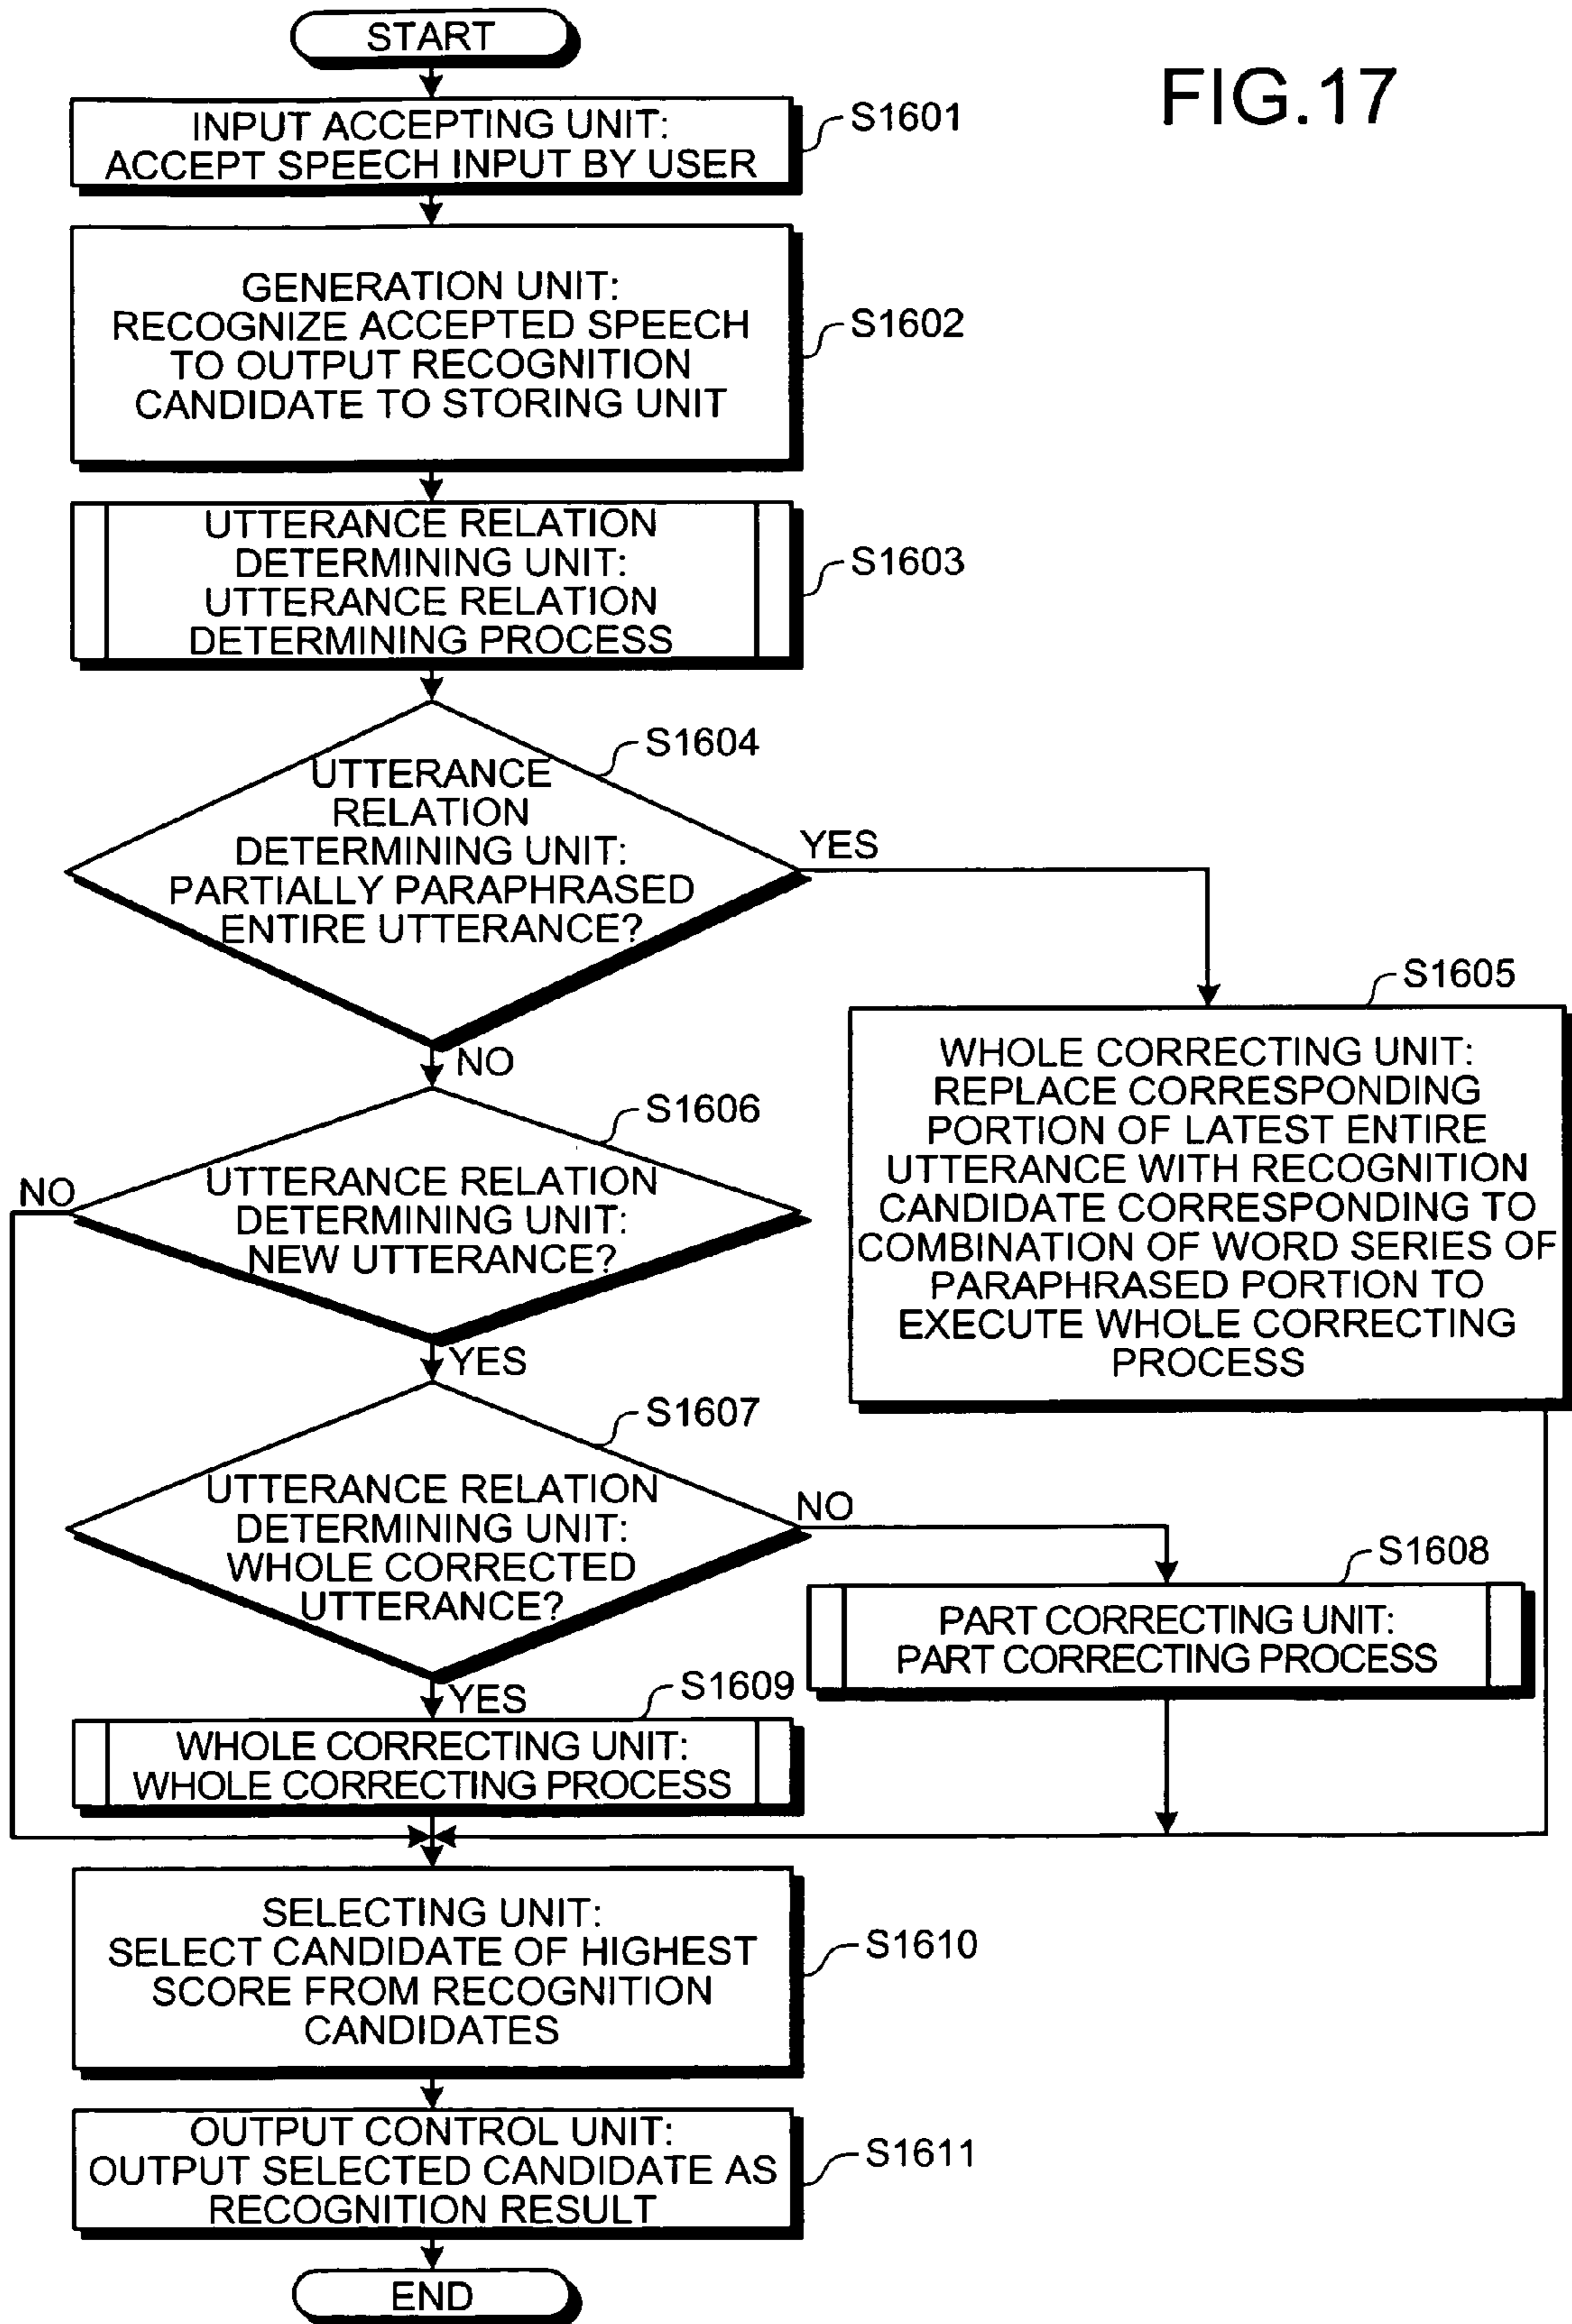 START
FIG.17
INPUT ACCEPTING UNIT:
ACCEPT SPEECH INPUT BY USER
S1601
GENERATION UNIT:
RECOGNIZE ACCEPTED SPEECH
TO OUTPUT RECOGNITION
CANDIDATE TO STORING UNIT
S1602
UTTERANCE RELATION
DETERMINING UNIT:
UTTERANCE RELATION
DETERMINING PROCESS
S1603
S1604
UTTERANCE
RELATION
DETERMINING UNIT:
PARTIALLY PARAPHRASED
ENTIRE UTTERANCE?
YES
NO
S1605
WHOLE CORRECTING UNIT:
REPLACE CORRESPONDING
PORTION OF LATEST ENTIRE
UTTERANCE WITH RECOGNITION
CANDIDATE CORRESPONDING TO
COMBINATION OF WORD SERIES OF
PARAPHRASED PORTION TO
EXECUTE WHOLE CORRECTING
PROCESS
S1606
UTTERANCE RELATION
DETERMINING UNIT:
NEW UTTERANCE?
NO
YES
S1607
UTTERANCE RELATION
DETERMINING UNIT:
WHOLE CORRECTED
UTTERANCE?
NO
YES
S1608
PART CORRECTING UNIT:
PART CORRECTING PROCESS
S1609
WHOLE CORRECTING UNIT:
WHOLE CORRECTING PROCESS
SELECTING UNIT:
SELECT CANDIDATE OF HIGHEST
SCORE FROM RECOGNITION
CANDIDATES
S1610
OUTPUT CONTROL UNIT:
OUTPUT SELECTED CANDIDATE AS
RECOGNITION RESULT
S1611
END